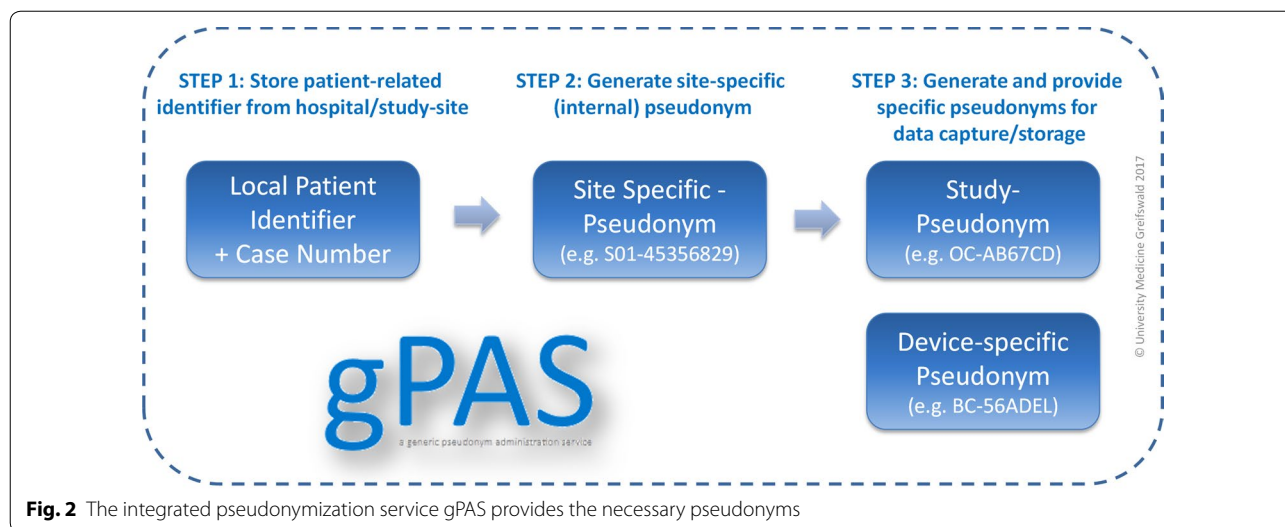 STEP 1: Store patient-related
identifier from hospital/study-site
STEP 2: Generate site-specific
(internal) pseudonym
STEP 3: Generate and provide
specific pseudonyms for
data capture/storage
Local Patient
Identifier
+ Case Number
Site Specific -
Pseudonym
(e.g. S01-45356829)
Study-
Pseudonym
(e.g. OC-AB67CD)
Device-specific
Pseudonym
(e.g. BC-56ADEL)
gPAS
a generic pseudonym administration service
© University Medicine Greifswald 2017
Fig. 2 The integrated pseudonymization service gPAS provides the necessary pseudonyms